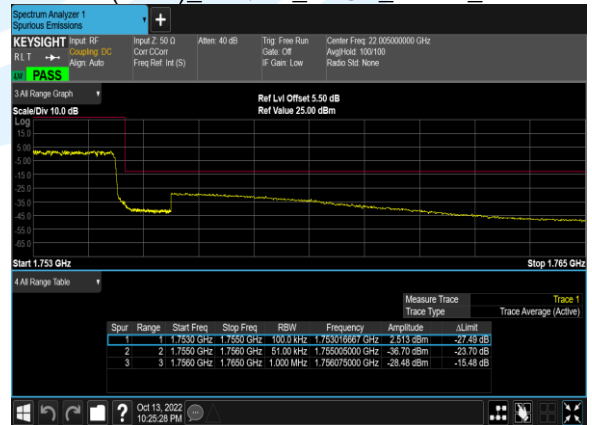 Spectrum Analyzer 1
Spurious Emissions
KEYSIGHT Input: RF Input Z: 50 Ω Atten: 40 dB Trig: Free Run Center Freq: 22.005000000 GHz
Coupling: DC Corr CCorr Gate: Off Avg|Hold: 100/100
RLT Align: Auto Freq Ref: Int (S) IF Gain: Low Radio Std: None
PASS
3 All Range Graph Ref Lvl Offset 5.50 dB
Scale/Div 10.0 dB Ref Value 25.00 dBm
Log
15.0
5.00
-5.00
-15.0
-25.0
-35.0
-45.0
-55.0
-65.0
Start 1.753 GHz Stop 1.765 GHz
4 All Range Table
Measure Trace Trace 1
Trace Type Trace Average (Active)
Spur Range Start Freq Stop Freq RBW Frequency Amplitude ΔLimit
1 1 1.7530 GHz 1.7550 GHz 100.0 kHz 1.753016667 GHz 2.513 dBm -27.49 dB
2 2 1.7550 GHz 1.7560 GHz 51.00 kHz 1.755005000 GHz -36.70 dBm -23.70 dB
3 3 1.7560 GHz 1.7650 GHz 1.000 MHz 1.756075000 GHz -28.48 dBm -15.48 dB
Oct 13, 2022
10:25:28 PM